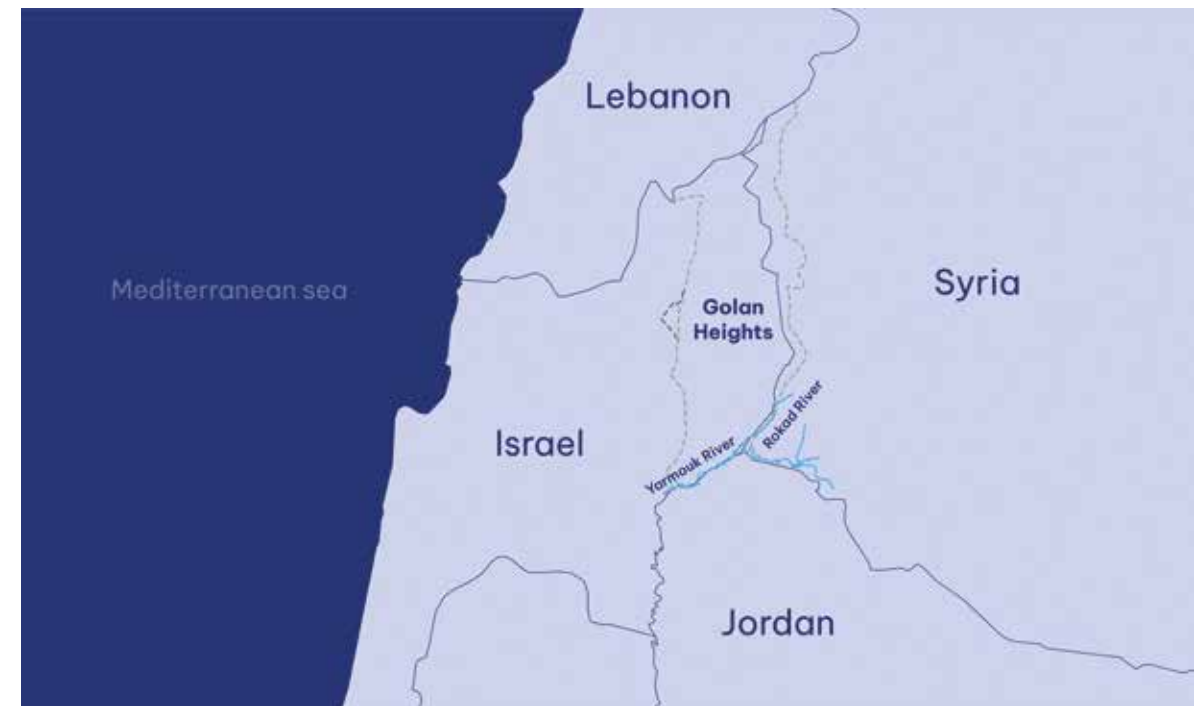 Lebanon
Mediterranean sea
Syria
Golan
Heights
Rokad River
Israel
Yarmouk River
Jordan